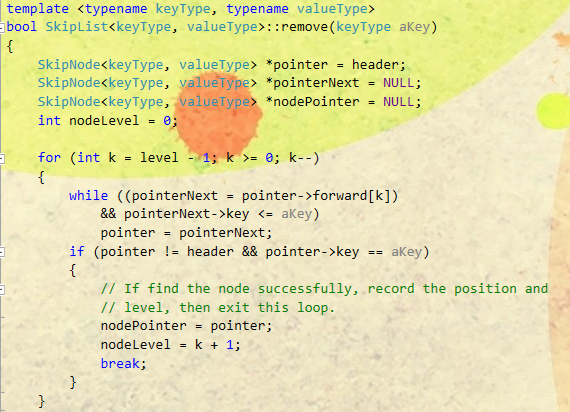 template <typename keyType, typename valueType>
bool SkipList<keyType, valueType>::remove(keyType aKey)
{
    SkipNode<keyType, valueType> *pointer = header;
    SkipNode<keyType, valueType> *pointerNext = NULL;
    SkipNode<keyType, valueType> *nodePointer = NULL;
    int nodeLevel = 0;

    for (int k = level - 1; k >= 0; k--)
    {
        while ((pointerNext = pointer->forward[k])
            && pointerNext->key <= aKey)
            pointer = pointerNext;
        if (pointer != header && pointer->key == aKey)
        {
            // If find the node successfully, record the position and
            // level, then exit this loop.
            nodePointer = pointer;
            nodeLevel = k + 1;
            break;
        }
    }